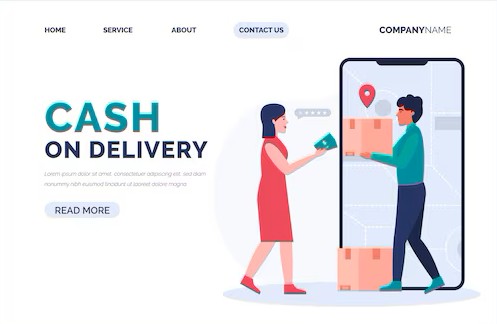 HOME SERVICE ABOUT CONTACT US COMPANYNAME
CASH
ON DELIVERY
Lorem ipsum dolor sit amet, consectetuer adipiscing elit, sed diam
nonummy nibh euismod tincidunt ut laoreet dolore magna.
READ MORE